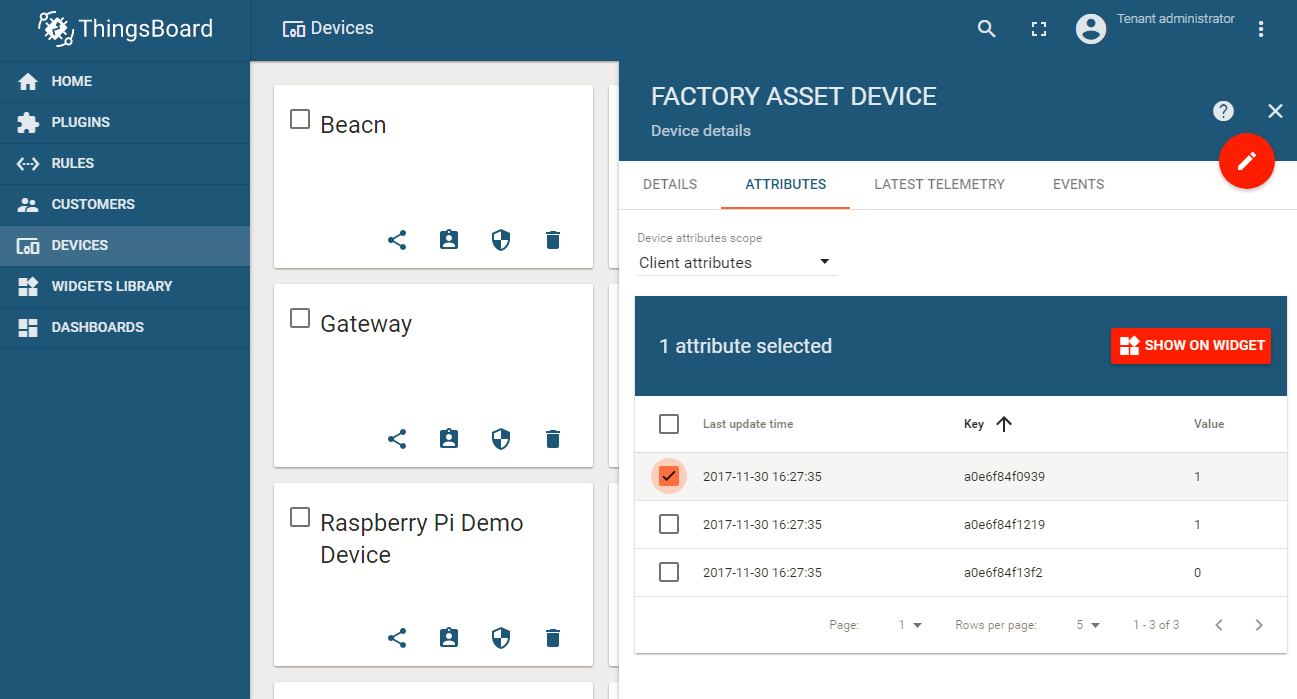 ThingsBoard
Devices
Tenant administrator
HOME
PLUGINS
RULES
CUSTOMERS
DEVICES
WIDGETS LIBRARY
DASHBOARDS
Beacn
Gateway
Raspberry Pi Demo
Device
FACTORY ASSET DEVICE
Device details
DETAILS ATTRIBUTES LATEST TELEMETRY EVENTS
Device attributes scope
Client attributes
1 attribute selected
SHOW ON WIDGET
Last update time Key Value
2017-11-30 16:27:35 a0e6f84f0939 1
2017-11-30 16:27:35 a0e6f84f1219 1
2017-11-30 16:27:35 a0e6f84f13f2 0
Page: 1 Rows per page: 5 1 - 3 of 3